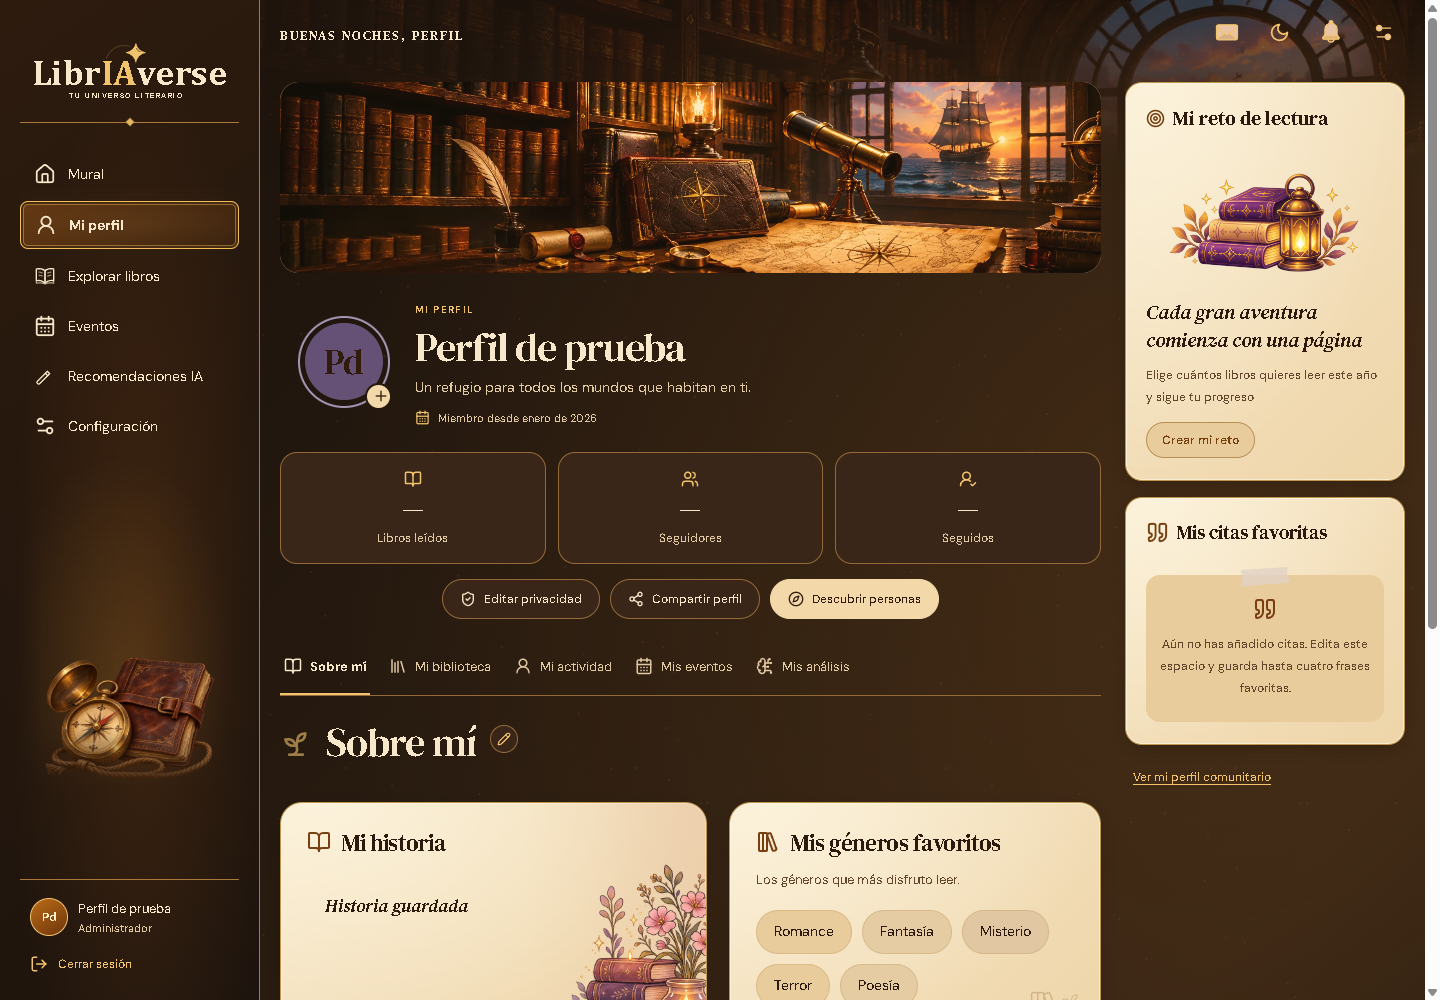 LibrIAverse
TU UNIVERSO LITERARIO
Mural
Mi perfil
Explorar libros
Eventos
Recomendaciones IA
Configuración
Pd
Perfil de prueba
Administrador
Cerrar sesión
BUENAS NOCHES, PERFIL
Pd
MI PERFIL
Perfil de prueba
Un refugio para todos los mundos que habitan en ti.
Miembro desde enero de 2026
—
Libros leídos
—
Seguidores
—
Seguidos
Editar privacidad
Compartir perfil
Descubrir personas
Sobre mí
Mi biblioteca
Mi actividad
Mis eventos
Mis análisis
Sobre mí
Mi historia
Historia guardada
Mis géneros favoritos
Los géneros que más disfruto leer.
Romance
Fantasía
Misterio
Terror
Poesía
Mi reto de lectura
Cada gran aventura
comienza con una página
Elige cuántos libros quieres leer este año
y sigue tu progreso
Crear mi reto
Mis citas favoritas
Aún no has añadido citas. Edita este
espacio y guarda hasta cuatro frases
favoritas.
Ver mi perfil comunitario